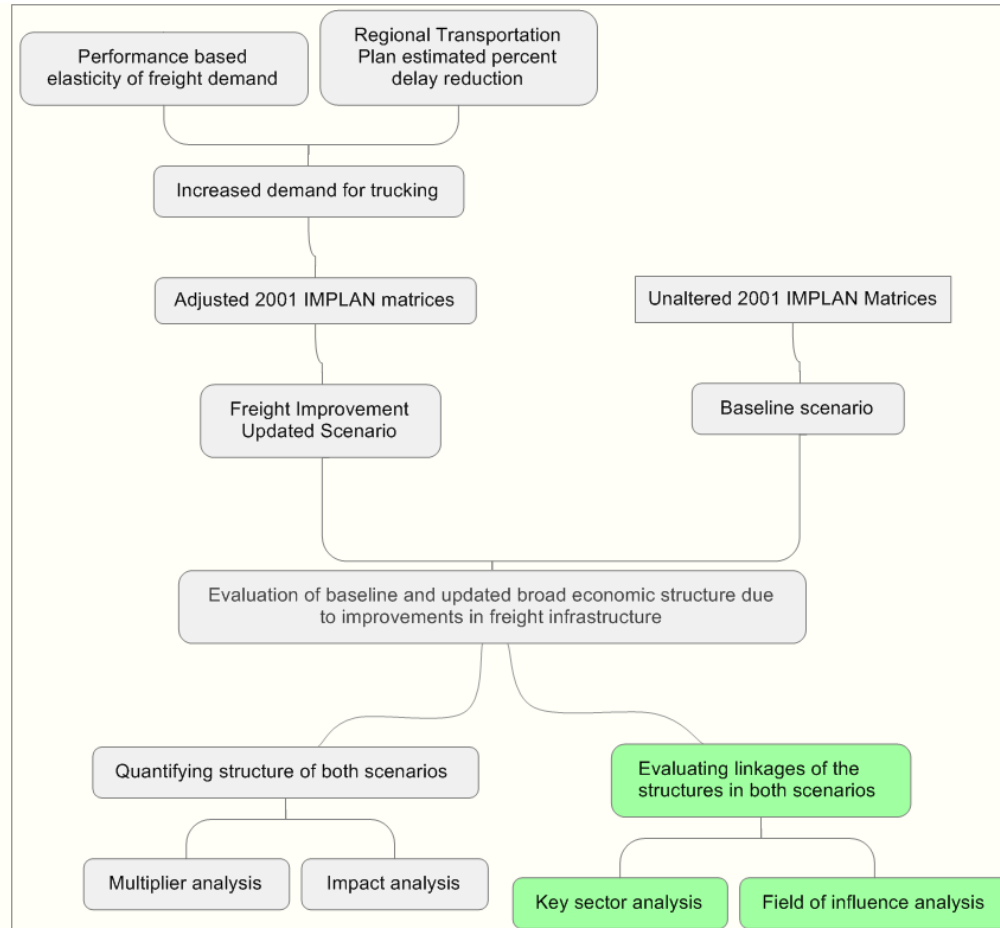 Performance based
elasticity of freight demand
Regional Transportation
Plan estimated percent
delay reduction
Increased demand for trucking
Adjusted 2001 IMPLAN matrices
Unaltered 2001 IMPLAN Matrices
Freight Improvement
Updated Scenario
Baseline scenario
Evaluation of baseline and updated broad economic structure due
to improvements in freight infrastructure
Quantifying structure of both scenarios
Evaluating linkages of the
structures in both scenarios
Multiplier analysis
Impact analysis
Key sector analysis
Field of influence analysis